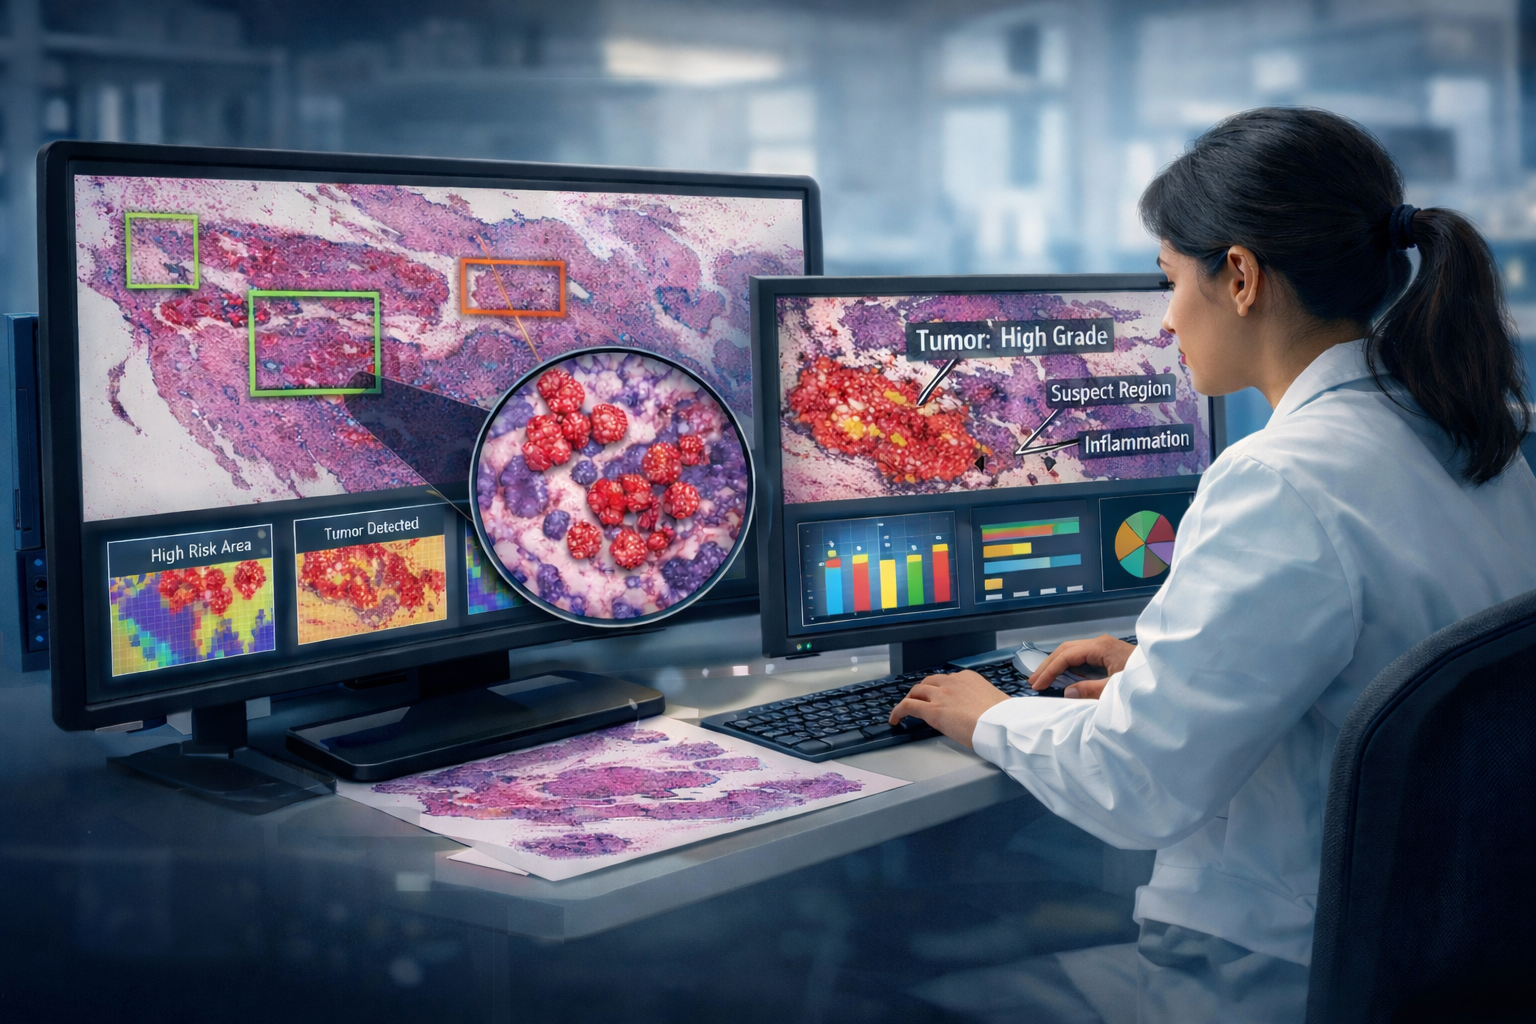 High Risk Area
Tumor Detected
Tumor: High Grade
Suspect Region
Inflammation